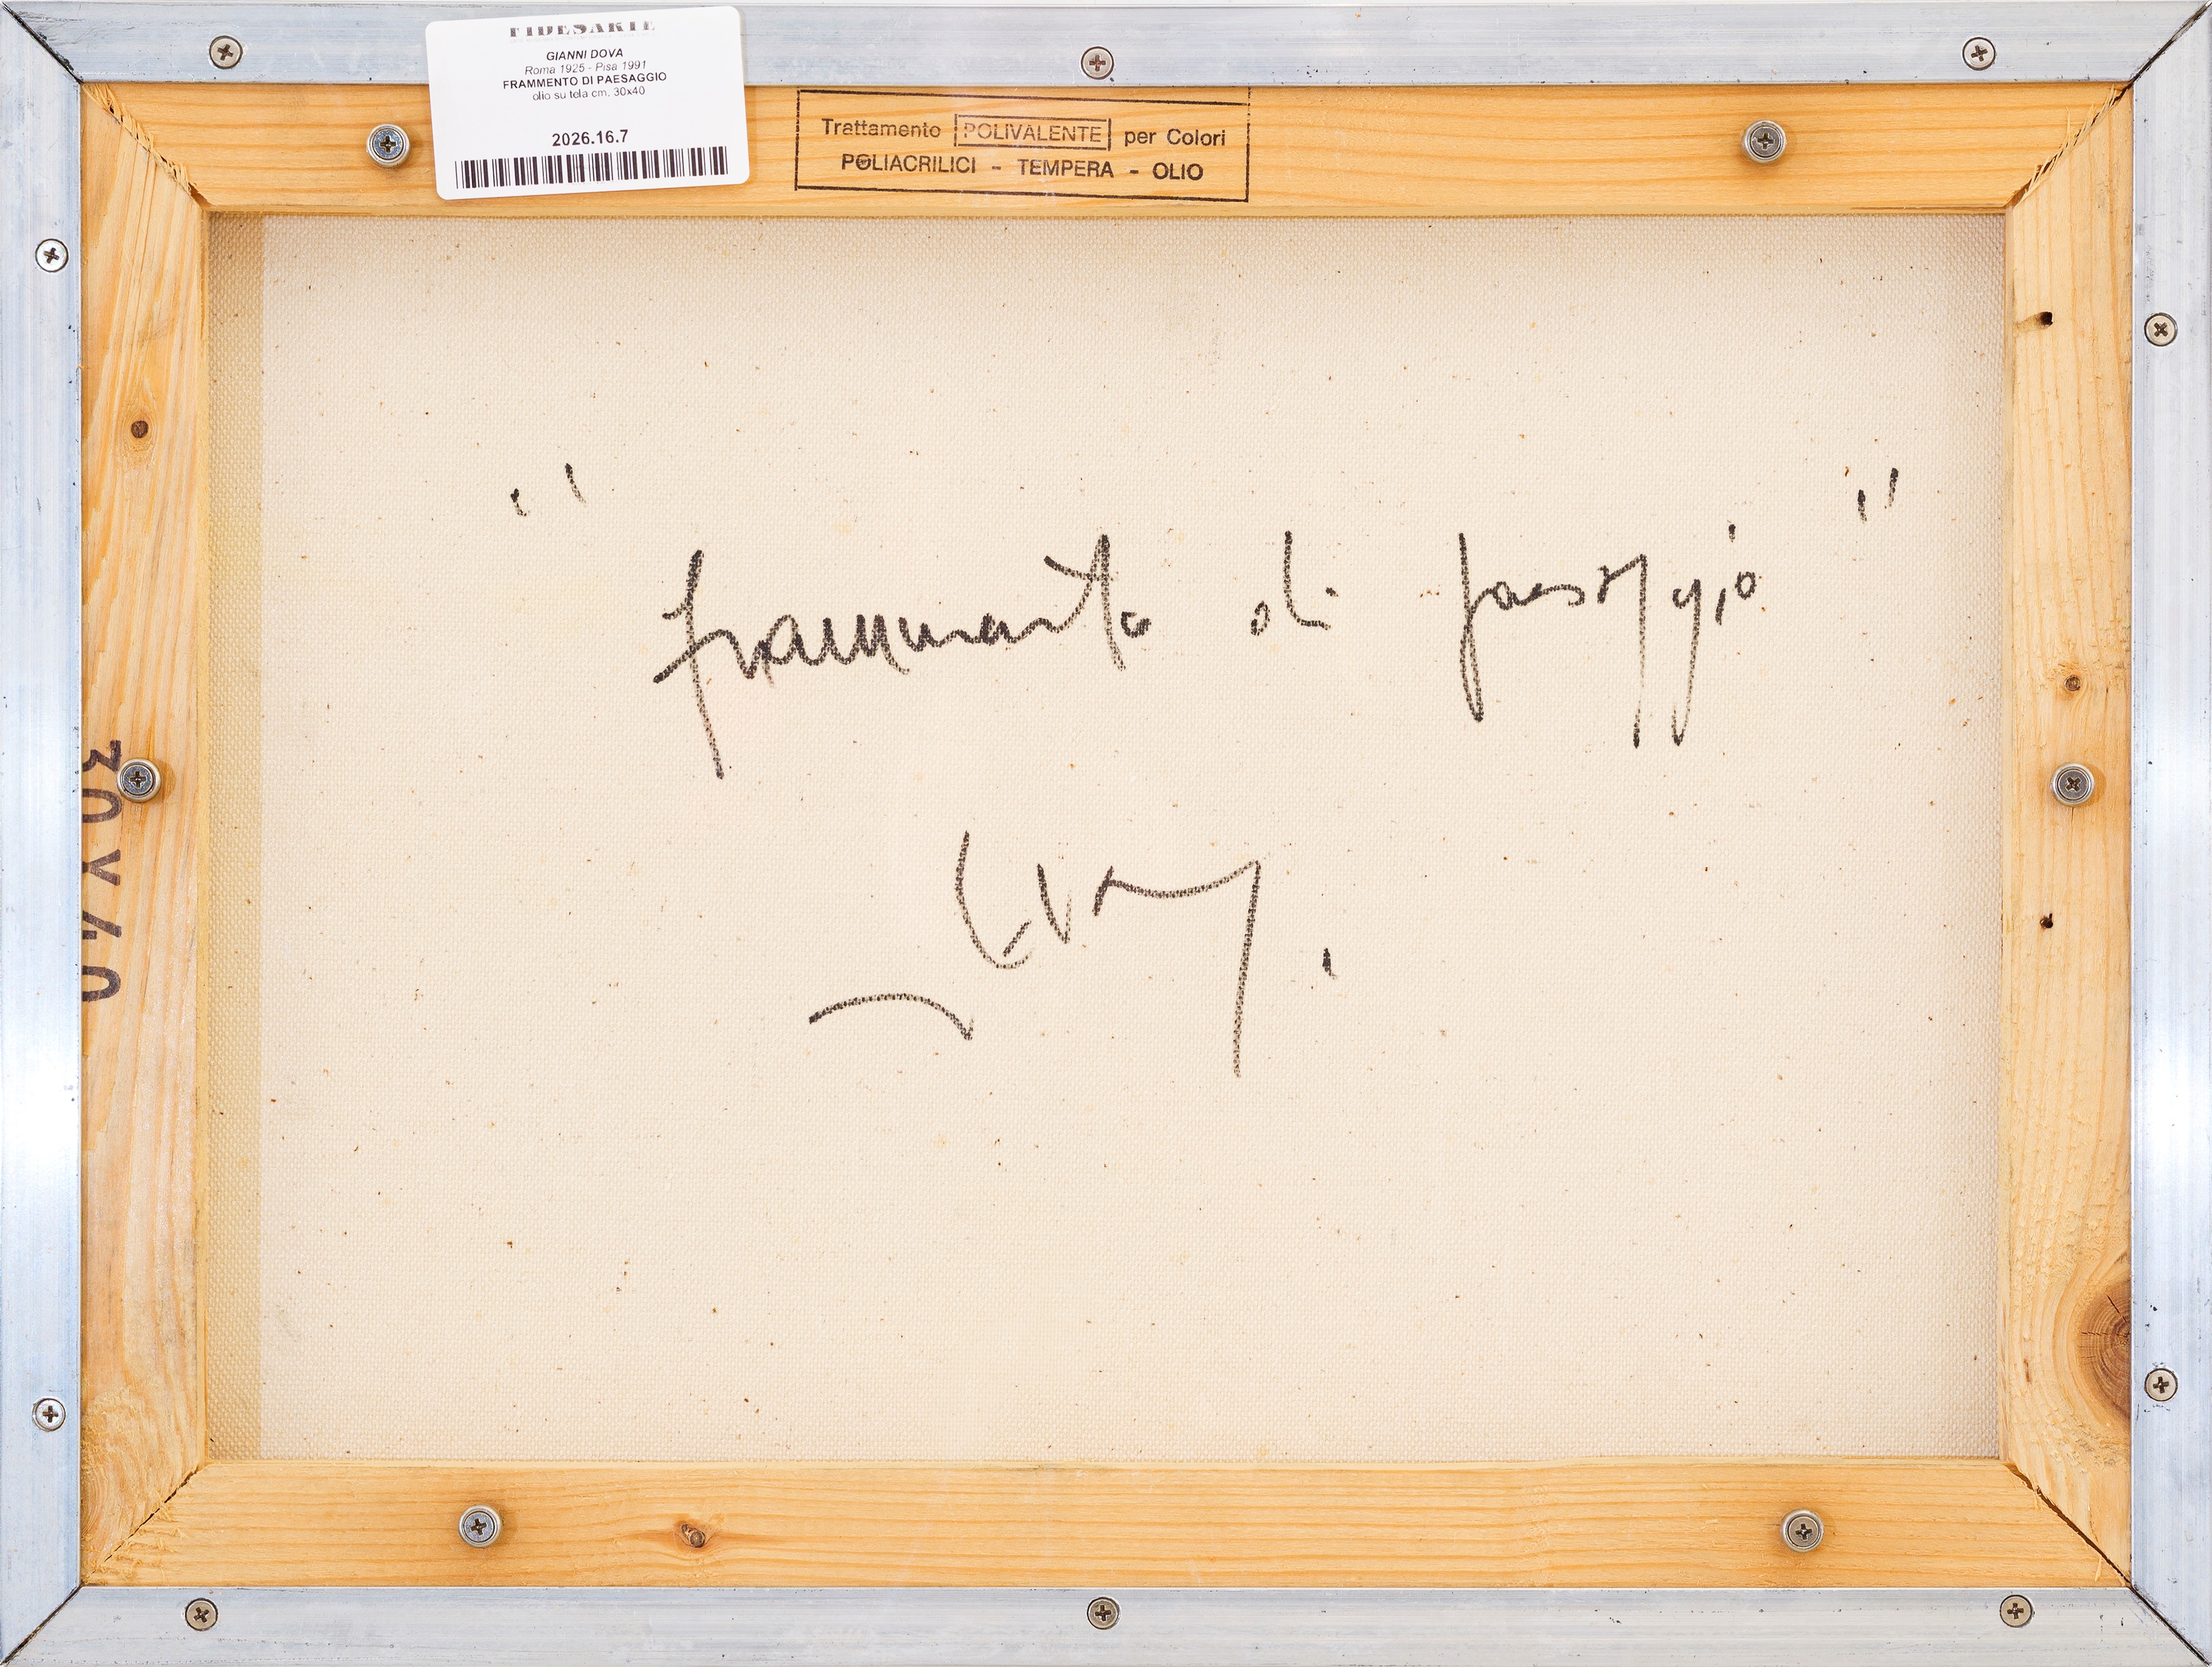 FIDESARTE
GIANNI DOVA
Roma 1925 - Pisa 1991
FRAMMENTO DI PAESAGGIO
olio su tela cm. 30x40
2026.16.7
Trattamento POLIVALENTE per Colori
POLIACRILICI - TEMPERA - OLIO
"frammento di paesaggio"
30X40